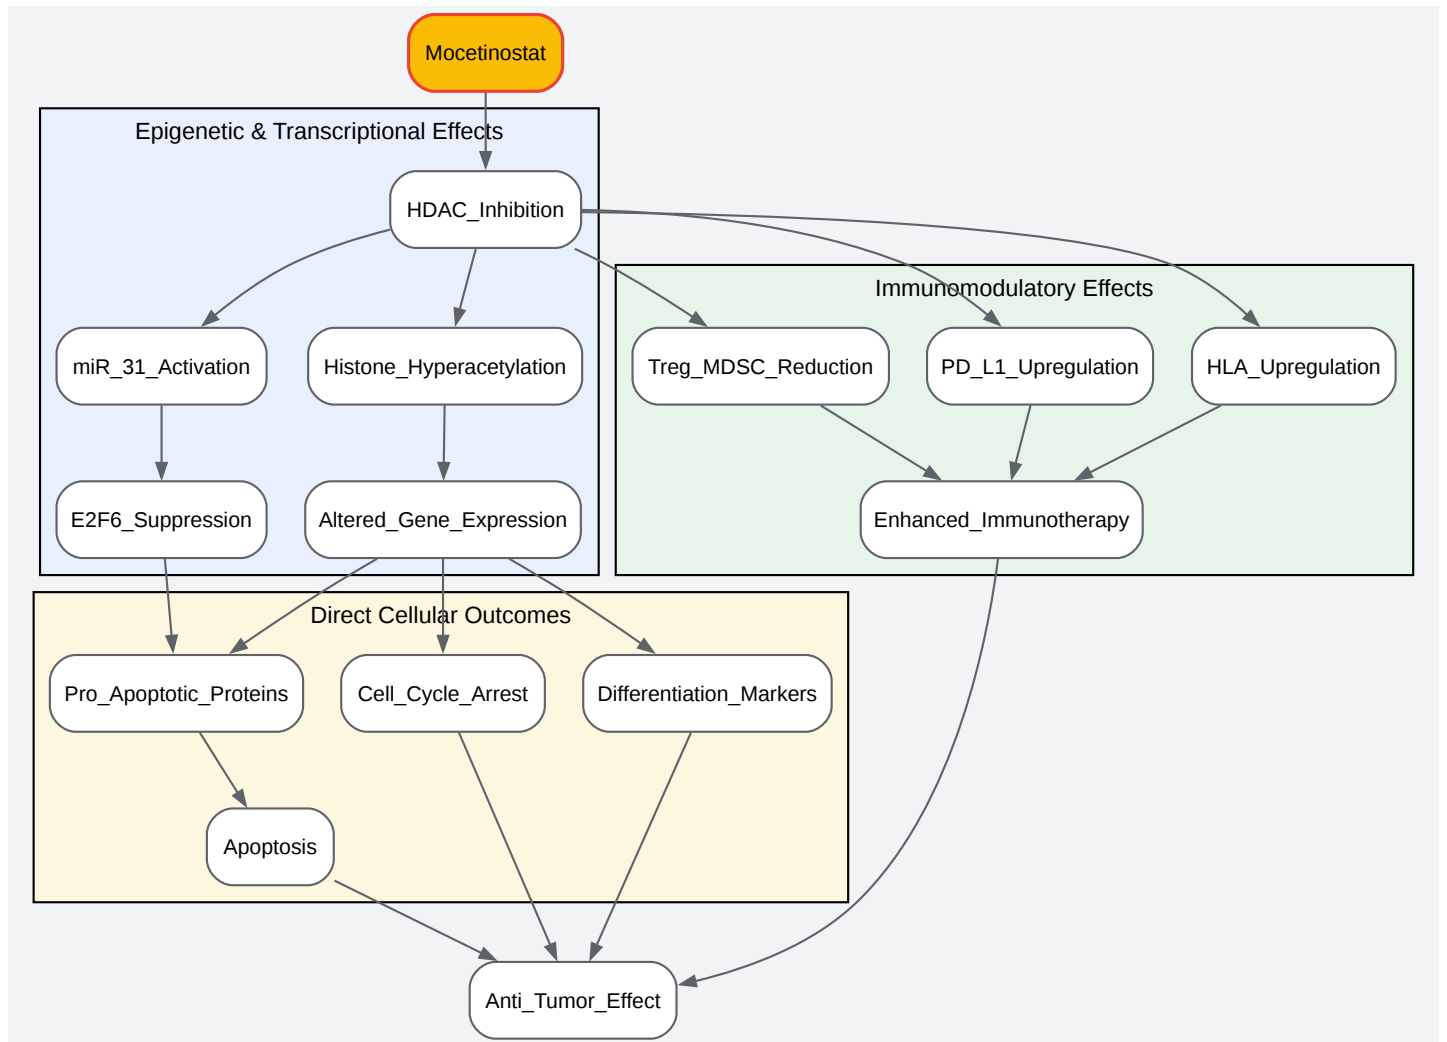 Mocetinostat
Epigenetic & Transcriptional Effects
HDAC_Inhibition
Immunomodulatory Effects
miR_31_Activation
Histone_Hyperacetylation
Treg_MDSC_Reduction
PD_L1_Upregulation
HLA_Upregulation
E2F6_Suppression
Altered_Gene_Expression
Enhanced_Immunotherapy
Direct Cellular Outcomes
Pro_Apoptotic_Proteins
Cell_Cycle_Arrest
Differentiation_Markers
Apoptosis
Anti_Tumor_Effect